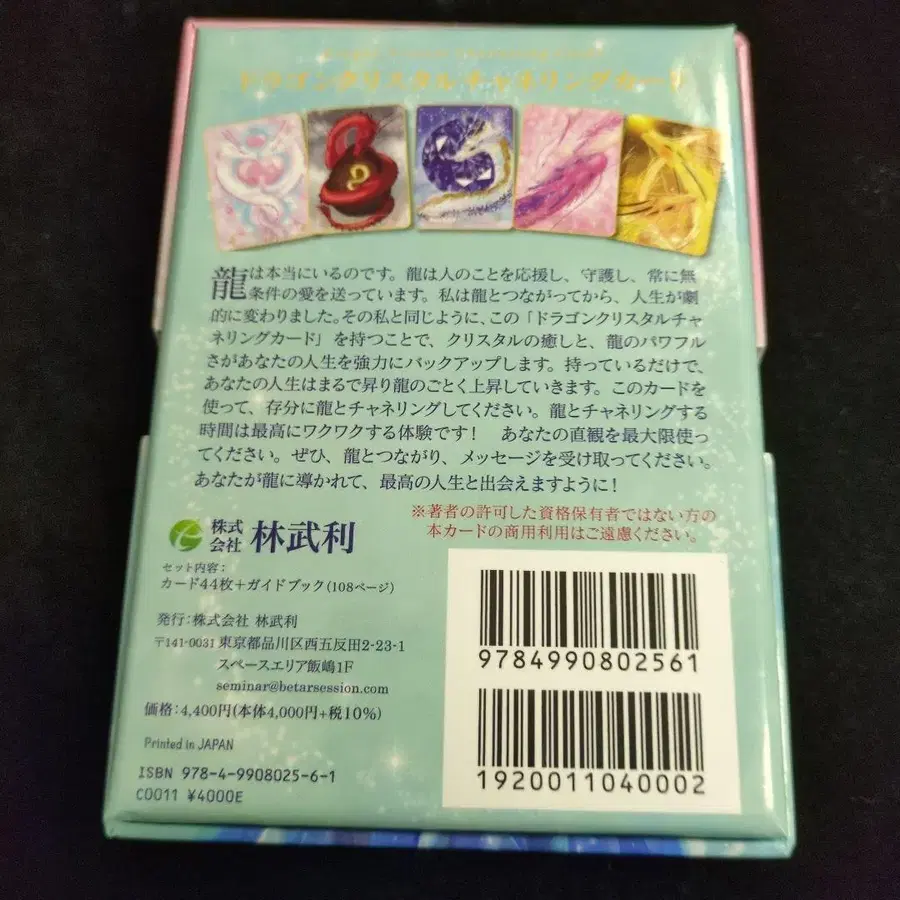 ドラゴンクリスタルチャネリングカード
龍は本当にいるのです。龍は人のことを応援し、守護し、常に無
条件の愛を送っています。私は龍とつながってから、人生が劇
的に変わりました。その私と同じように、この「ドラゴンクリスタルチャ
ネリングカード」を持つことで、クリスタルの癒しと、龍のパワフル
さがあなたの人生を強力にバックアップします。持っているだけで、
あなたの人生はまるで昇り龍のごとく上昇していきます。このカードを
使って、存分に龍とチャネリングしてください。龍とチャネリングする
時間は最高にワクワクする体験です！　あなたの直観を最大限使っ
てください。ぜひ、龍とつながり、メッセージを受け取ってください。
あなたが龍に導かれて、最高の人生と出会えますように！
※著者の許可した資格保有者ではない方の
本カードの商用利用はご遠慮ください。
株式会社 林武利
セット内容：
カード44枚＋ガイドブック（108ページ）
発行：株式会社 林武利
〒141-0031 東京都品川区西五反田2-23-1
スペースエリア飯嶋1F
seminar@betarsession.com
価格：4,400円（本体4,000円＋税10％）
Printed in JAPAN
ISBN 978-4-9908025-6-1
C0011 ¥4000E
9784990802561
1920011040002